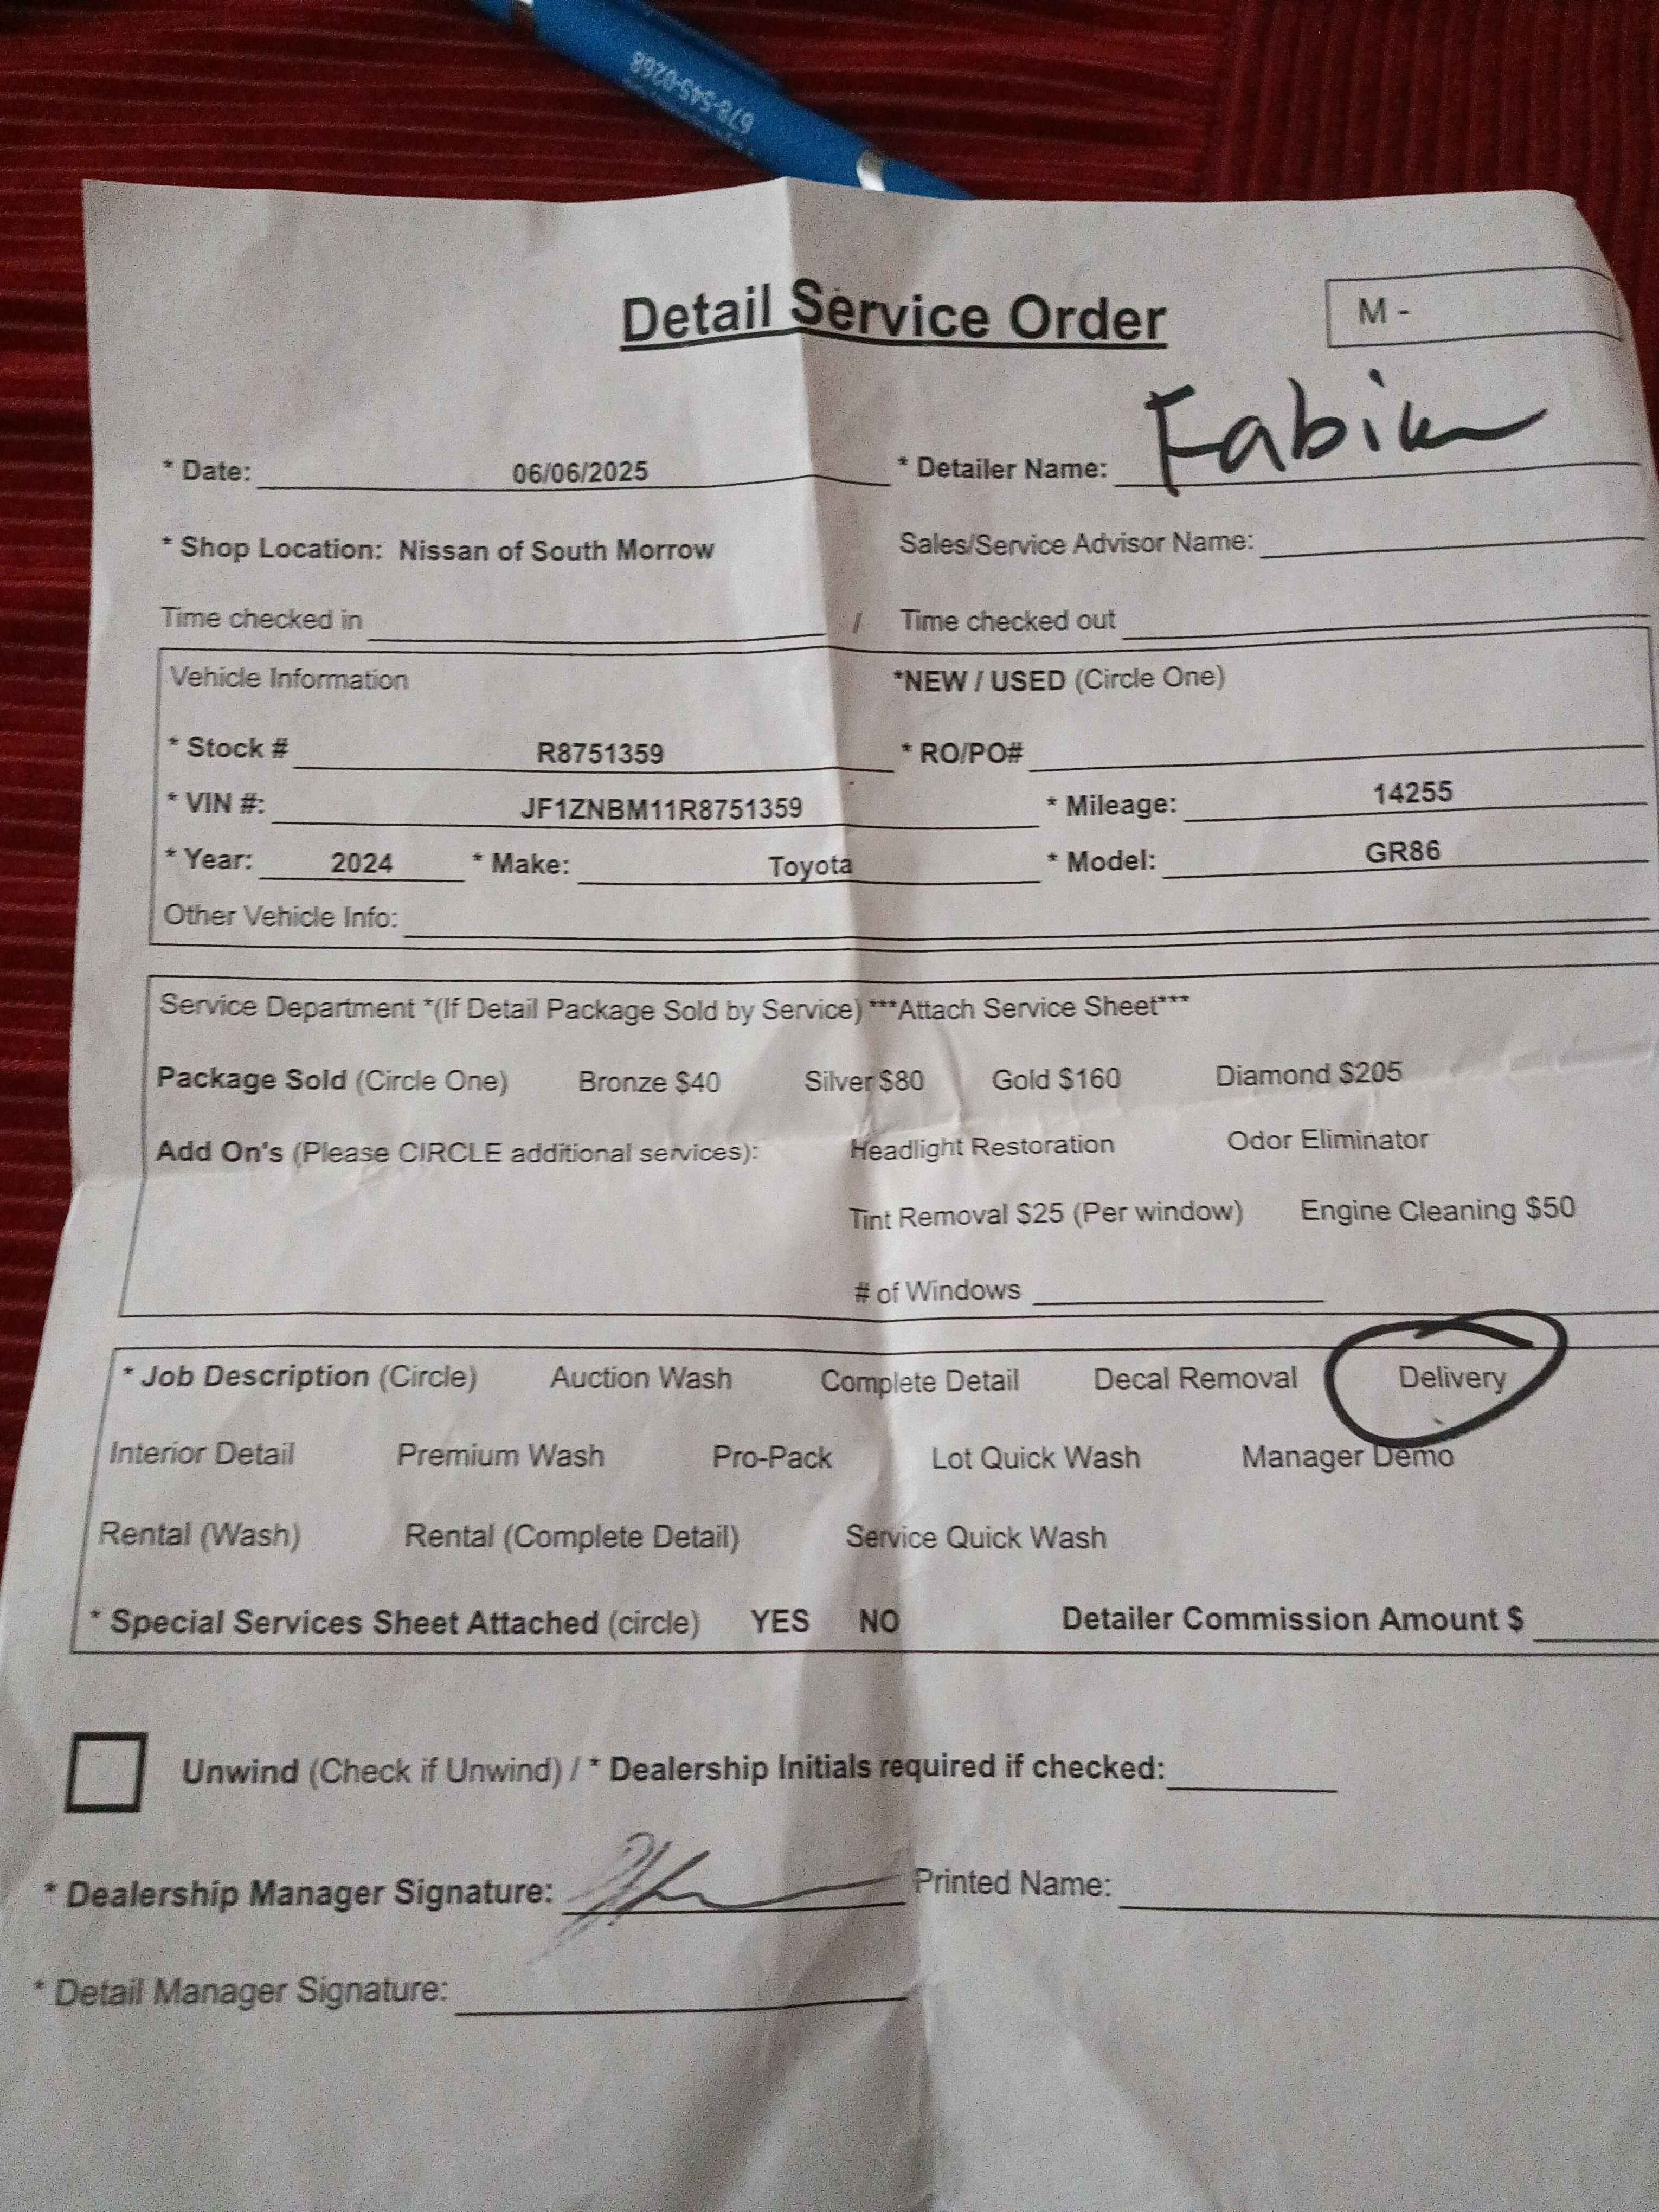 678-545-0268
Detail Service Order
M -
* Date: 06/06/2025 * Detailer Name: Fabian
* Shop Location: Nissan of South Morrow Sales/Service Advisor Name:
Time checked in / Time checked out
Vehicle Information *NEW / USED (Circle One)
* Stock # R8751359 * RO/PO#
* VIN #: JF1ZNBM11R8751359 * Mileage: 14255
* Year: 2024 * Make: Toyota * Model: GR86
Other Vehicle Info:
Service Department *(If Detail Package Sold by Service) ***Attach Service Sheet***
Package Sold (Circle One) Bronze $40 Silver $80 Gold $160 Diamond $205
Add On's (Please CIRCLE additional services): Headlight Restoration Odor Eliminator
Tint Removal $25 (Per window) Engine Cleaning $50
# of Windows
* Job Description (Circle) Auction Wash Complete Detail Decal Removal Delivery
Interior Detail Premium Wash Pro-Pack Lot Quick Wash Manager Demo
Rental (Wash) Rental (Complete Detail) Service Quick Wash
* Special Services Sheet Attached (circle) YES NO Detailer Commission Amount $
Unwind (Check if Unwind) / * Dealership Initials required if checked:
* Dealership Manager Signature: Printed Name:
* Detail Manager Signature: